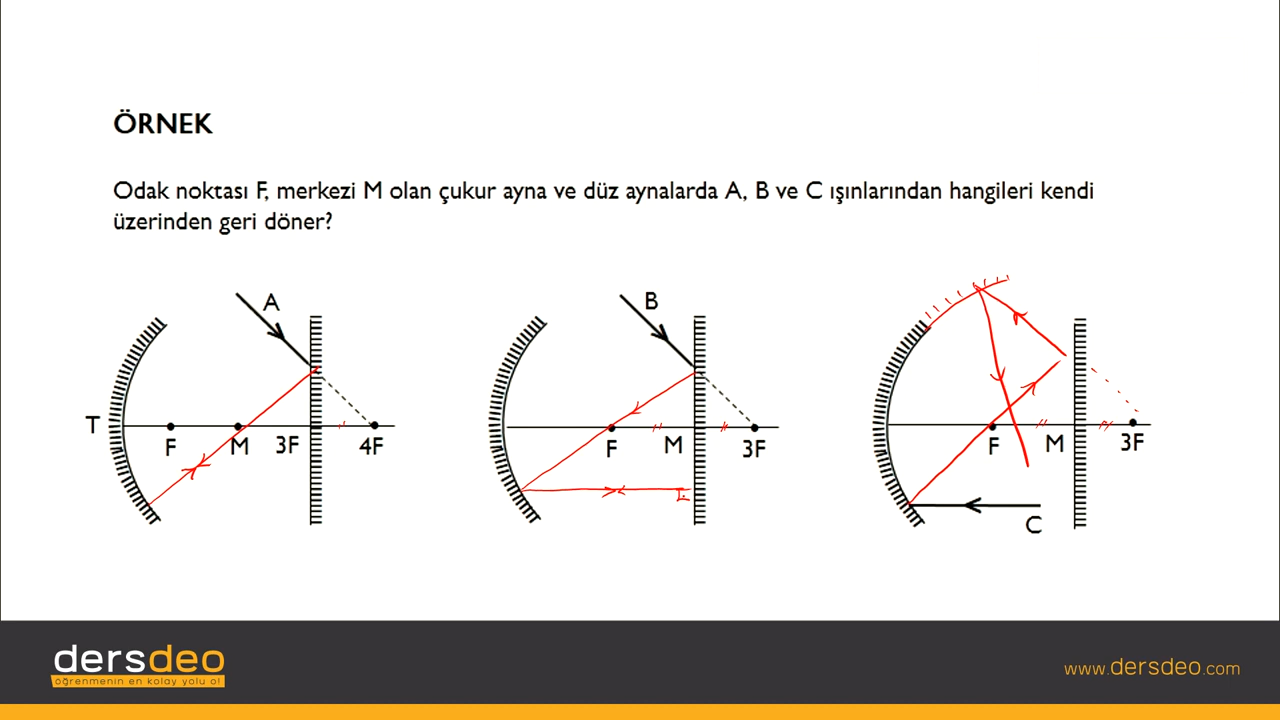 ÖRNEK
Odak noktası F, merkezi M olan çukur ayna ve düz aynalarda A, B ve C ışınlarından hangileri kendi
üzerinden geri döner?
A
T
F
M
3F
4F
B
F
M
3F
F
M
3F
C
dersdeo
öğrenmenin en kolay yolu o!
www.dersdeo.com